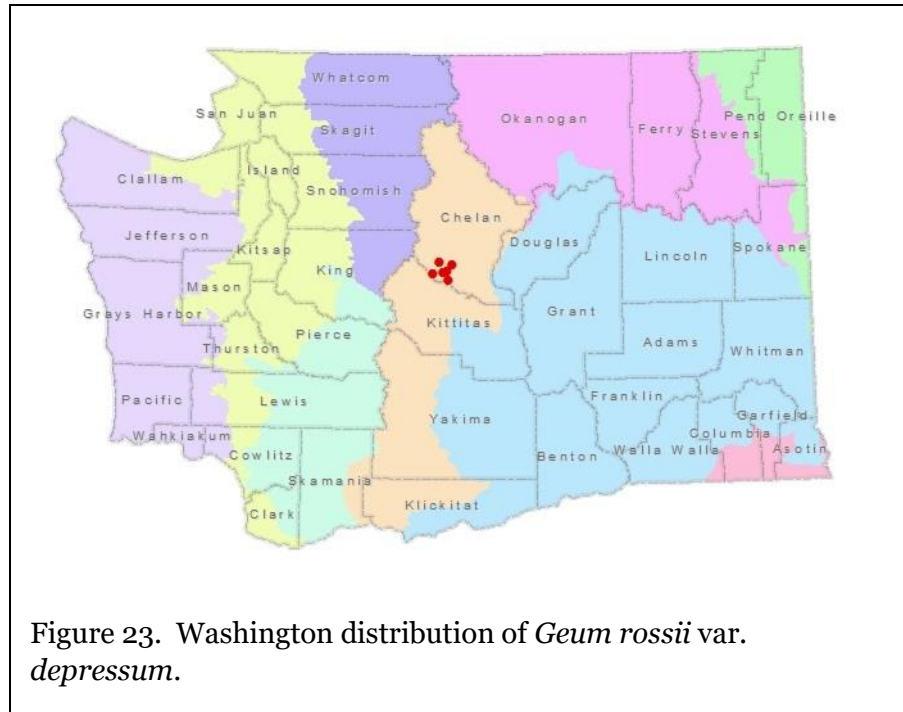 Whatcom
San Juan
Skagit
Okanogan
Ferry
Stevens
Pend Oreille
Island
Clallam
Snohomish
Chelan
Jefferson
Kitsap
Douglas
Lincoln
Spokane
King
Mason
Grays Harbor
Kittitas
Grant
Pierce
Thurston
Adams
Whitman
Pacific
Lewis
Yakima
Franklin
Garfield
Wahkiakum
Columbia
Cowlitz
Benton
Walla Walla
Asotin
Skamania
Klickitat
Clark
Figure 23. Washington distribution of Geum rossii var.
depressum.